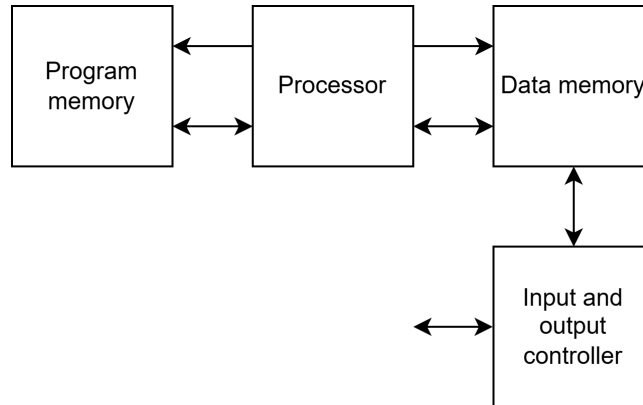 Program
memory
Processor
Data memory
Input and
output
controller